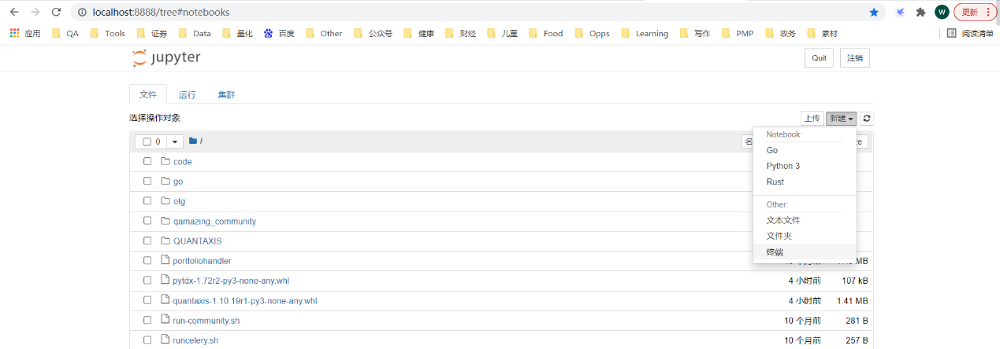 localhost:8888/tree#notebooks
W
更新
应用 QA Tools 证券 Data 量化 百度 Other 公众号 健康 财经 儿童 Food Opps Learning 写作 PMP 政务 素材 阅读清单
jupyter
Quit 注销
文件 运行 集群
选择操作对象
上传 新建
0 /
名
Notebook:
Go
Python 3
Rust
Other:
文本文件
文件夹
终端
code
go
otg
qamazing_community
QUANTAXIS
portfoliohandler MB
pytdx-1.72r2-py3-none-any.whl 4 小时前 107 kB
quantaxis-1.10.19r1-py3-none-any.whl 4 小时前 1.41 MB
run-community.sh 10 个月前 281 B
runcelery.sh 10 个月前 257 B